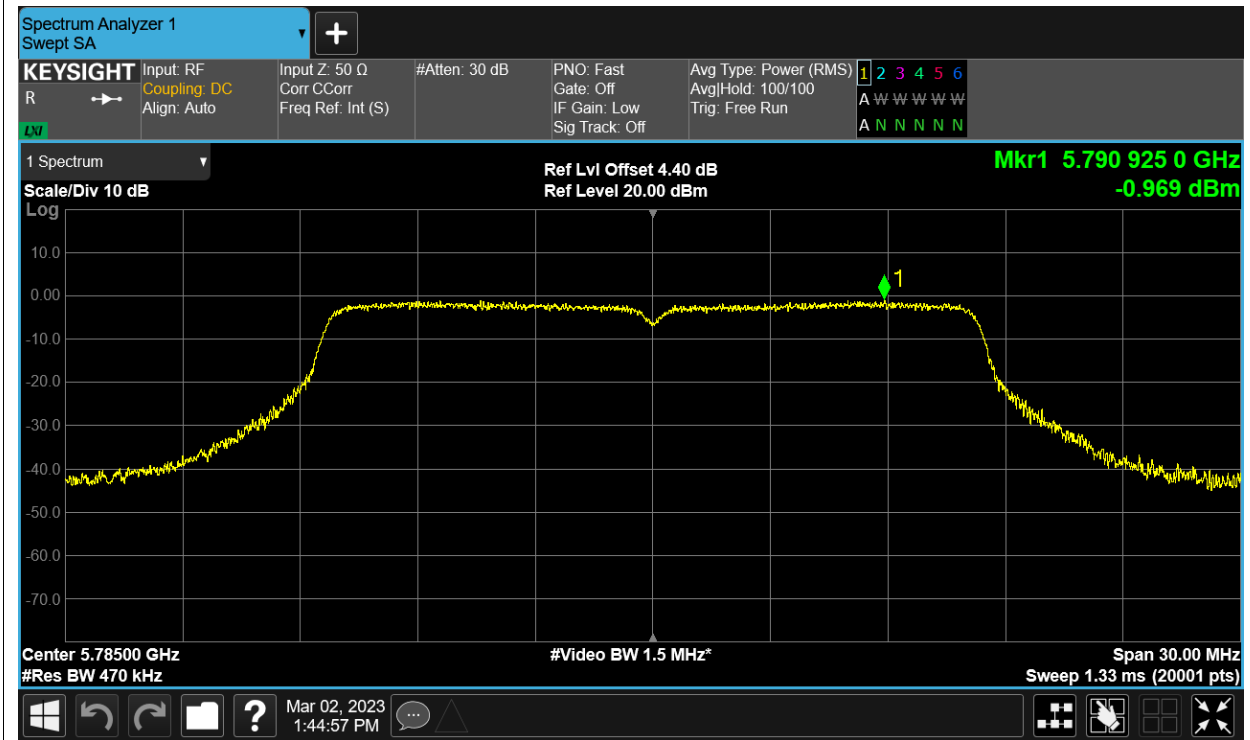 Spectrum Analyzer 1
Swept SA
+
KEYSIGHT
R
LXI
Input: RF
Coupling: DC
Align: Auto
Input Z: 50 Ω
Corr CCorr
Freq Ref: Int (S)
#Atten: 30 dB
PNO: Fast
Gate: Off
IF Gain: Low
Sig Track: Off
Avg Type: Power (RMS)
Avg|Hold: 100/100
Trig: Free Run
1 2 3 4 5 6
A W W W W W
A N N N N N
1 Spectrum
Scale/Div 10 dB
Log
Ref Lvl Offset 4.40 dB
Ref Level 20.00 dBm
Mkr1 5.790 925 0 GHz
-0.969 dBm
10.0
0.00
-10.0
-20.0
-30.0
-40.0
-50.0
-60.0
-70.0
1
Center 5.78500 GHz
#Res BW 470 kHz
#Video BW 1.5 MHz*
Span 30.00 MHz
Sweep 1.33 ms (20001 pts)
?
Mar 02, 2023
1:44:57 PM